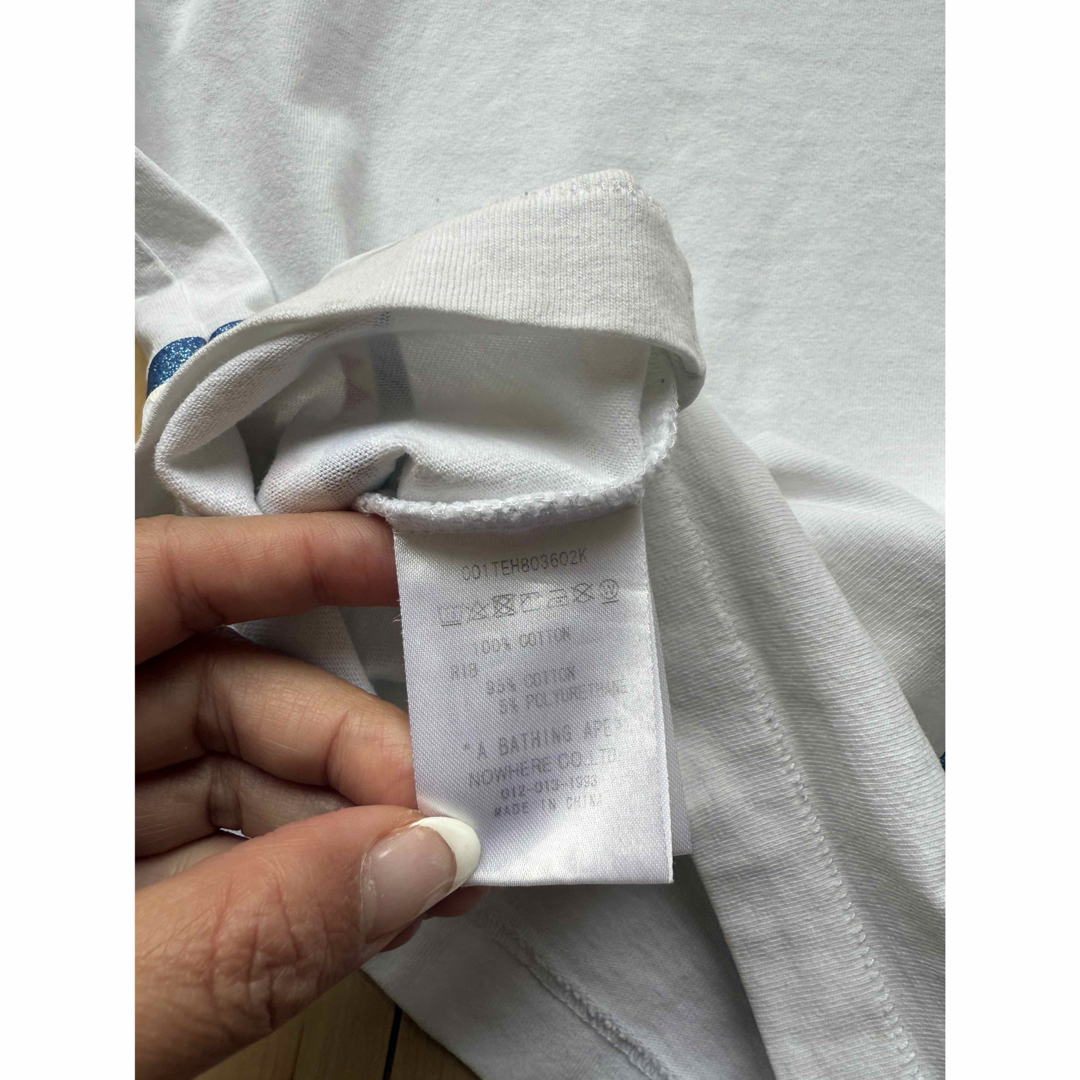 001TEH803602K
100% COTTON
RIB 95% COTTON
5% POLYURETHANE
*A BATHING APE*
NOWHERE CO.LTD.
012-013-1993
MADE IN CHINA